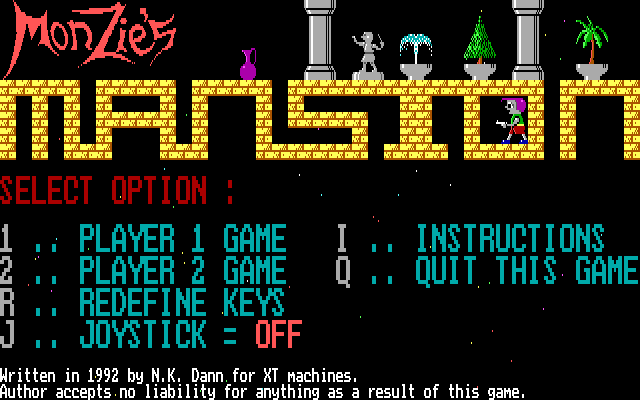 MonZie's
MANSION
SELECT OPTION :
1 .. PLAYER 1 GAME
2 .. PLAYER 2 GAME
R .. REDEFINE KEYS
J .. JOYSTICK = OFF
I .. INSTRUCTIONS
Q .. QUIT THIS GAME
Written in 1992 by N.K. Dann for XT machines.
Author accepts no liability for anything as a result of this game.